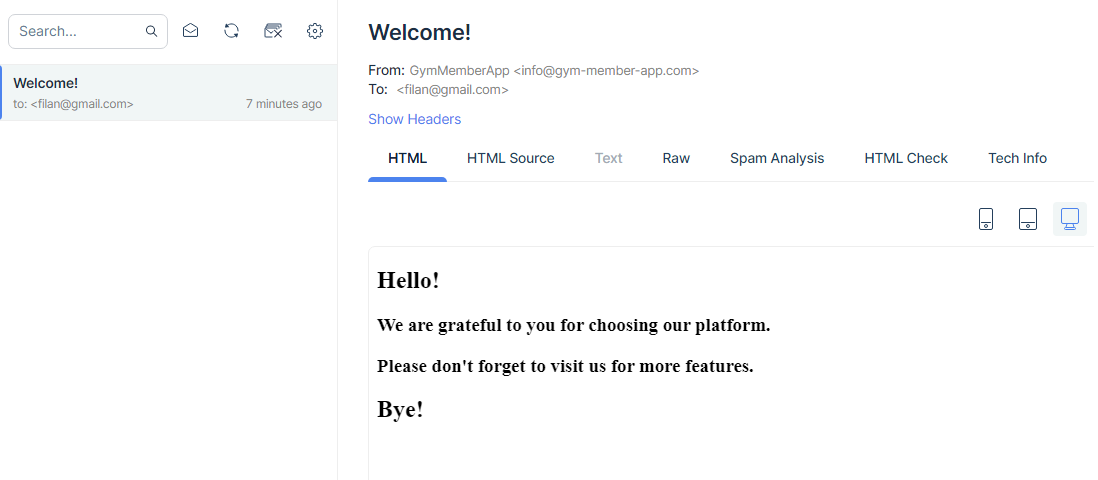 Search...
Welcome!
to: <filan@gmail.com>
7 minutes ago
Welcome!
From: GymMemberApp <info@gym-member-app.com>
To: <filan@gmail.com>
Show Headers
HTML HTML Source Text Raw Spam Analysis HTML Check Tech Info
Hello!
We are grateful to you for choosing our platform.
Please don't forget to visit us for more features.
Bye!